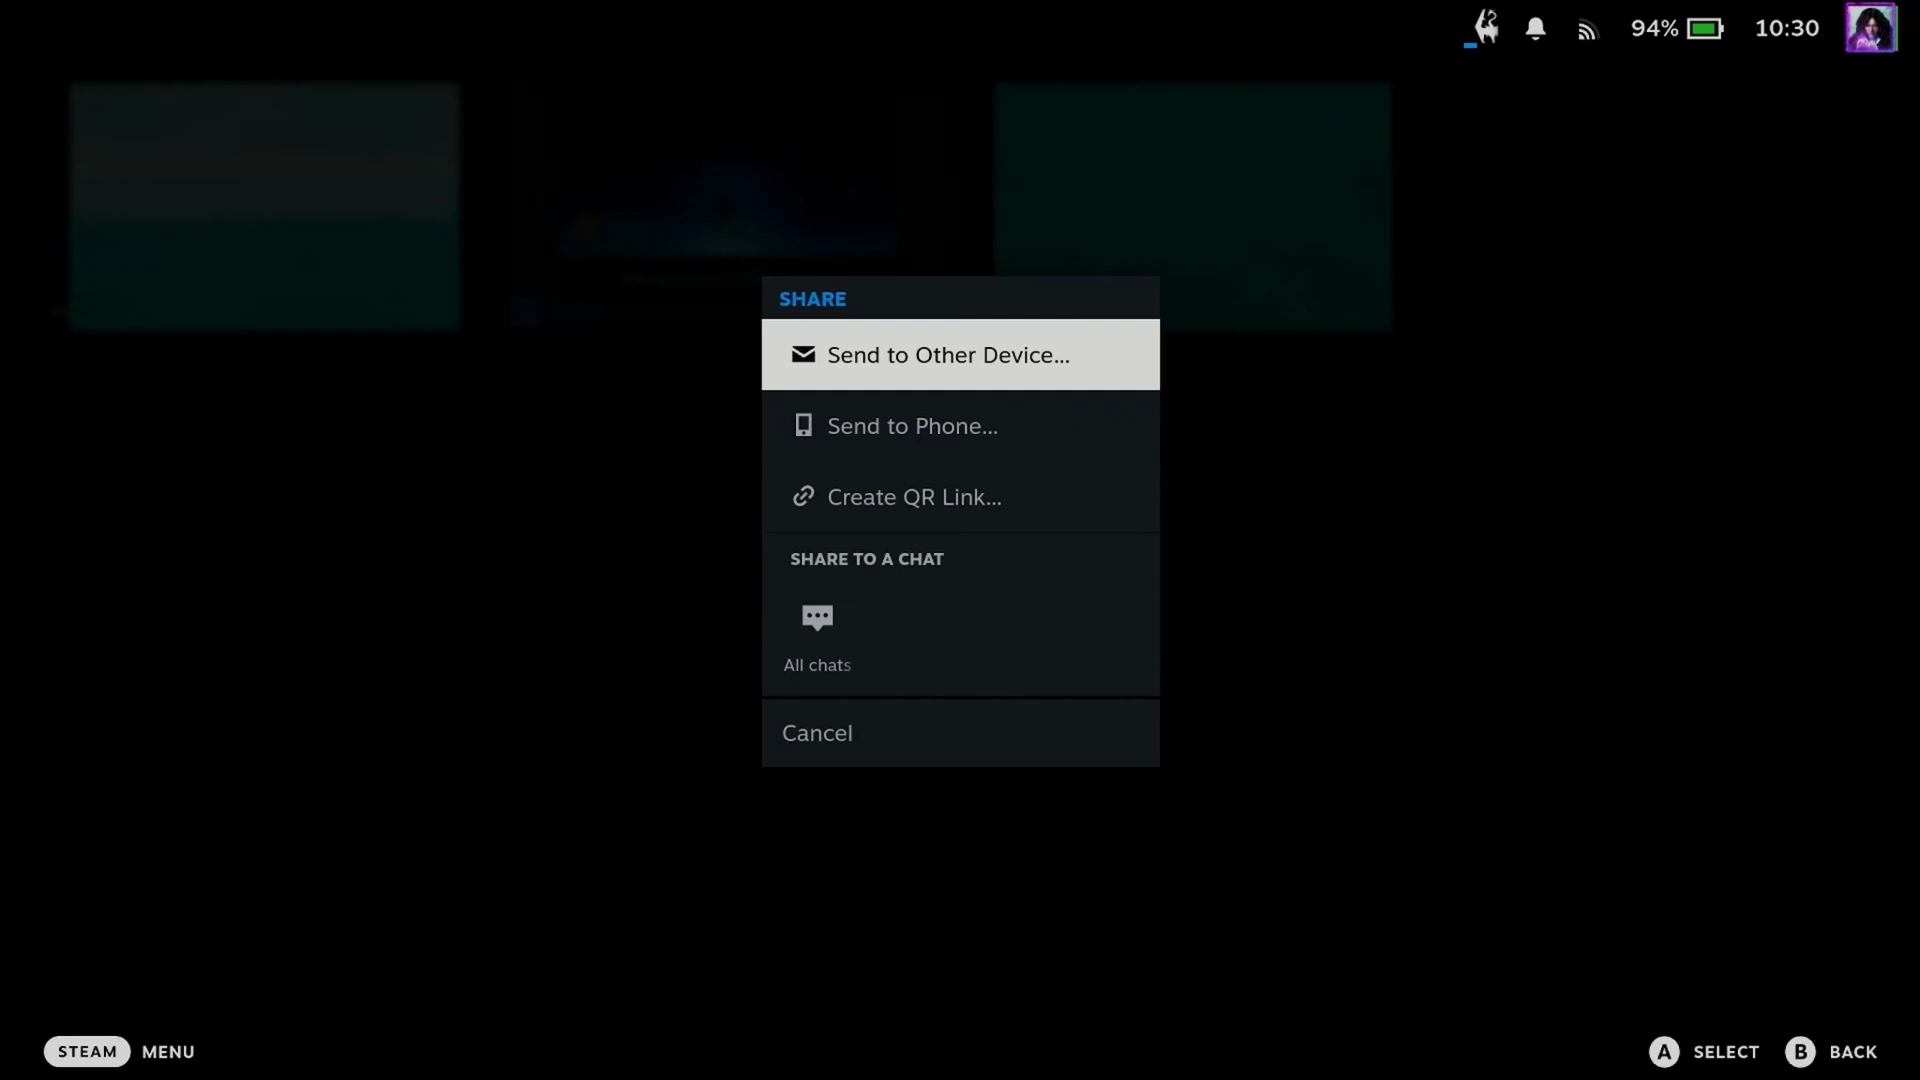 94% 10:30
SHARE
Send to Other Device...
Send to Phone...
Create QR Link...
SHARE TO A CHAT
All chats
Cancel
STEAM MENU
A SELECT B BACK